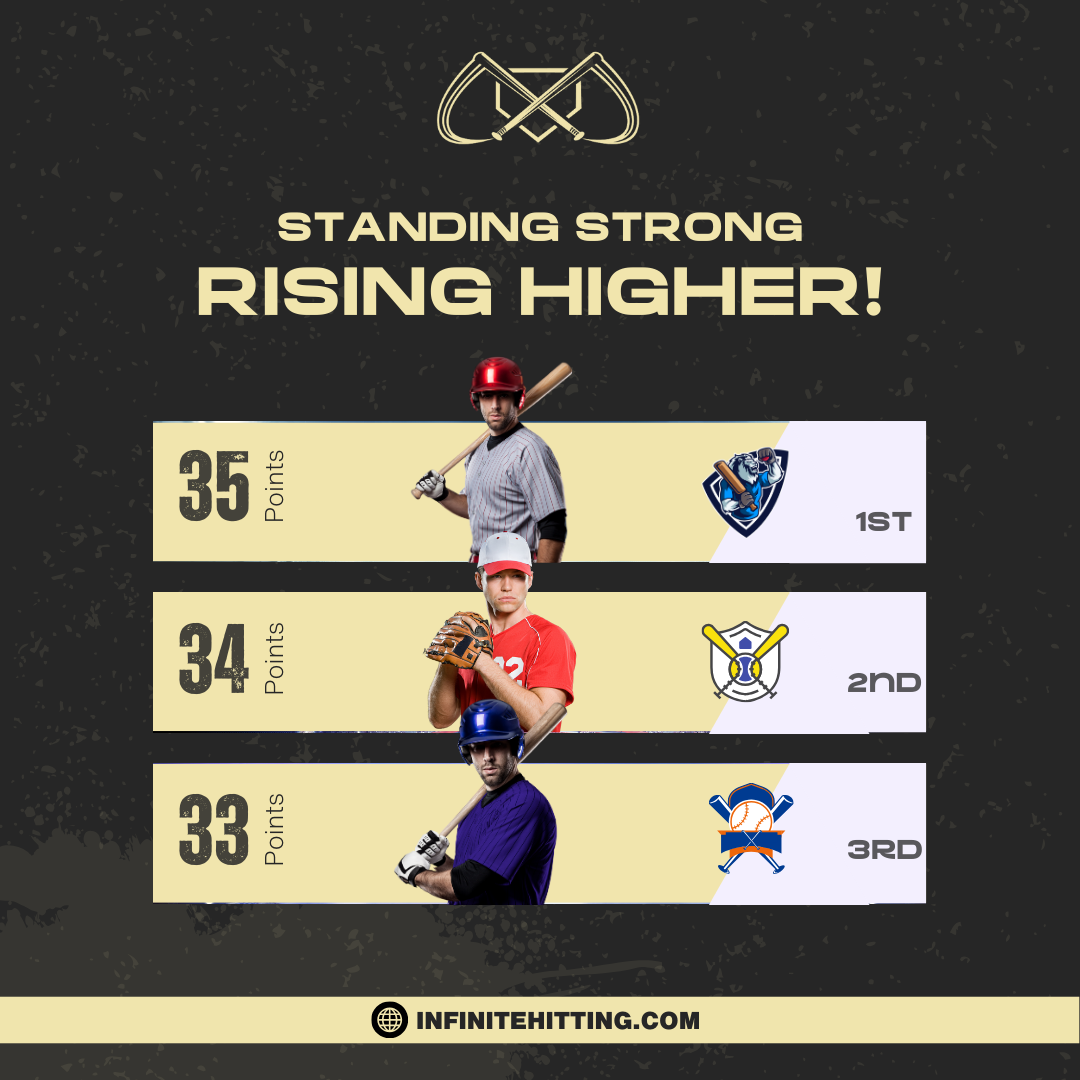 STANDING STRONG
RISING HIGHER!
35 Points
1ST
34 Points
2ND
33 Points
3RD
INFINITEHITTING.COM